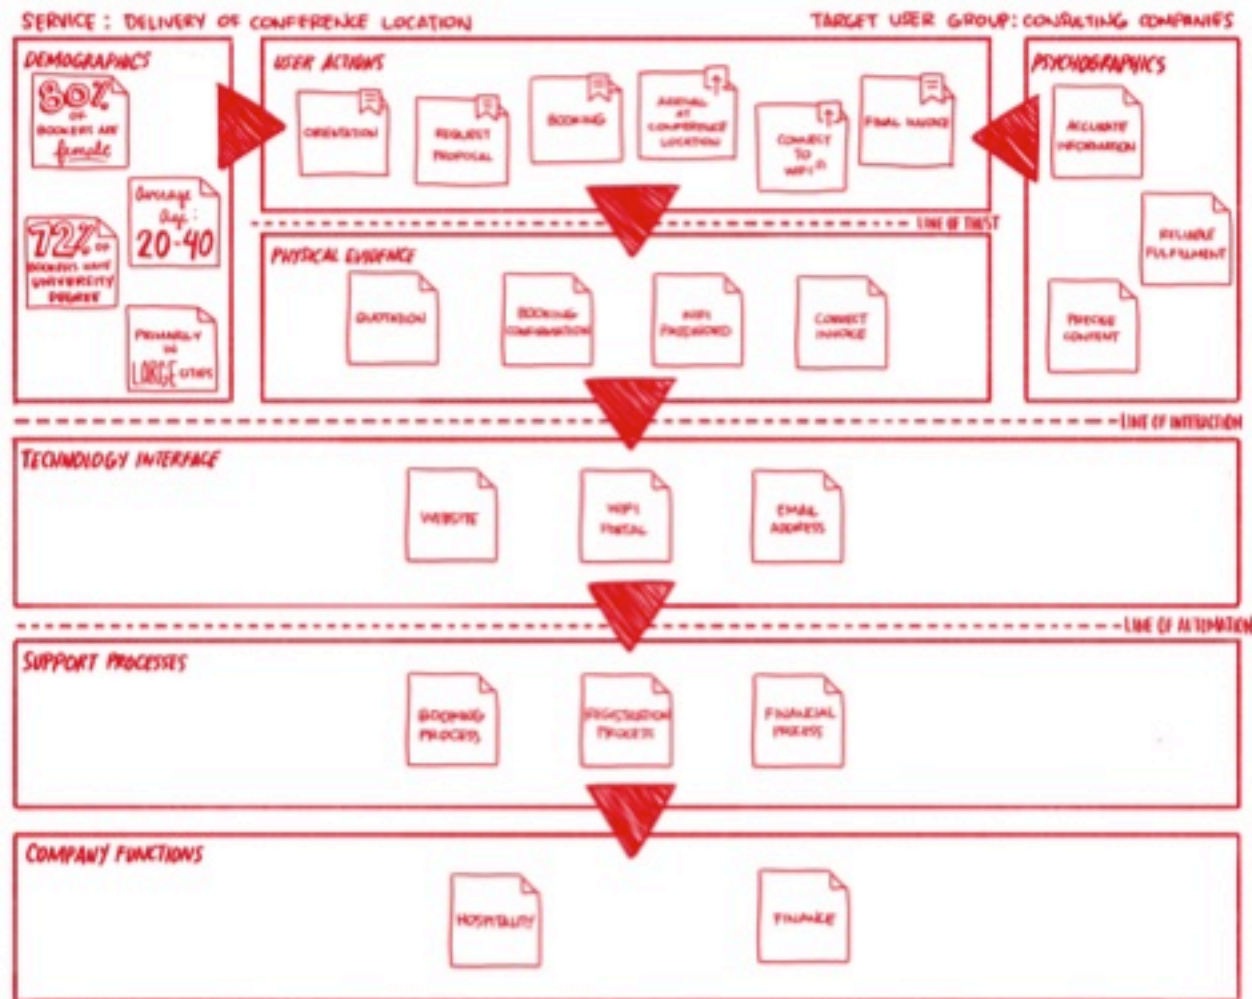 SERVICE: DELIVERY OF CONFERENCE LOCATION
TARGET USER GROUP: CONSULTING COMPANIES
DEMOGRAPHICS
80%
OF
BOOKERS ARE
female
Average
Age:
20-40
72% OF
BOOKERS HAVE
UNIVERSITY
DEGREE
PRIMARILY
IN
LARGE CITIES
USER ACTIONS
ORIENTATION
REQUEST
PROPOSAL
BOOKING
ARRIVAL
AT
CONFERENCE
LOCATION
CONNECT
TO
WIFI
FINAL INVOICE
PSYCHOGRAPHICS
ACCURATE
INFORMATION
RELIABLE
FULFILLMENT
PRECISE
CONTENT
LINE OF TRUST
PHYSICAL EVIDENCE
QUOTATION
BOOKING
CONFIRMATION
WIFI
PASSWORD
CORRECT
INVOICE
LINE OF INTERACTION
TECHNOLOGY INTERFACE
WEBSITE
WIFI
PORTAL
EMAIL
ADDRESS
LINE OF AUTOMATION
SUPPORT PROCESSES
BOOKING
PROCESS
REGISTRATION
PROCESS
FINANCIAL
PROCESS
COMPANY FUNCTIONS
HOSPITALITY
FINANCE